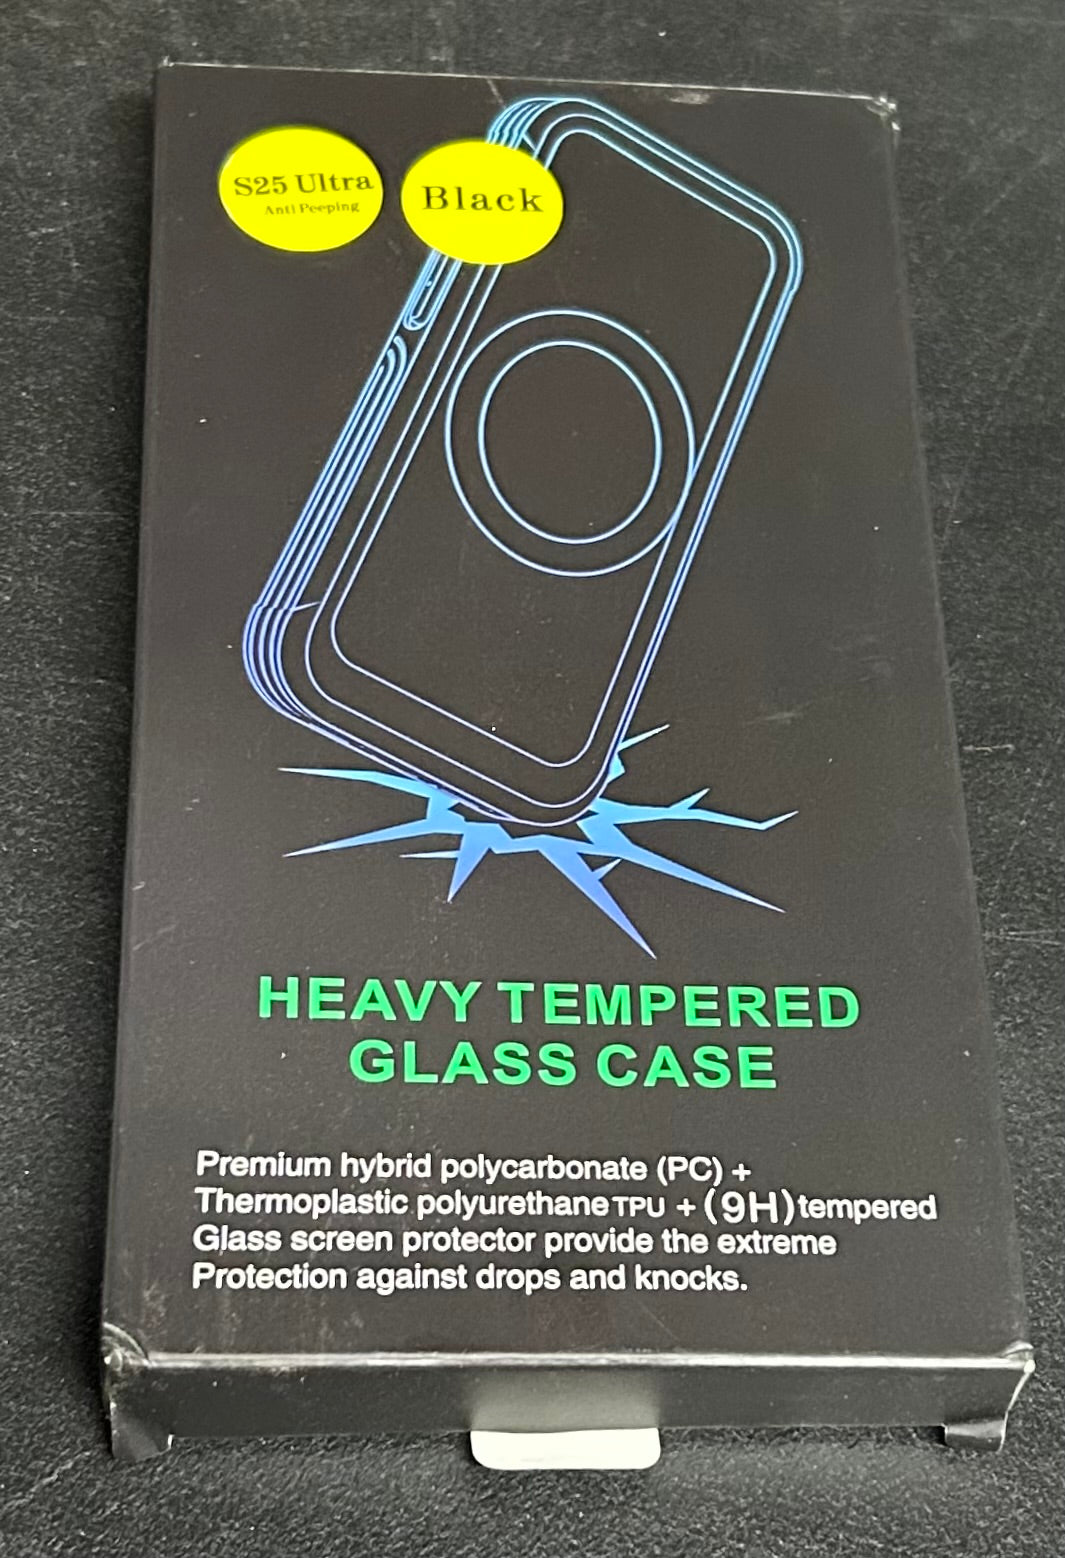 S25 Ultra
Anti Peeping
Black
HEAVY TEMPERED
GLASS CASE
Premium hybrid polycarbonate (PC) +
Thermoplastic polyurethane TPU + (9H) tempered
Glass screen protector provide the extreme
Protection against drops and knocks.